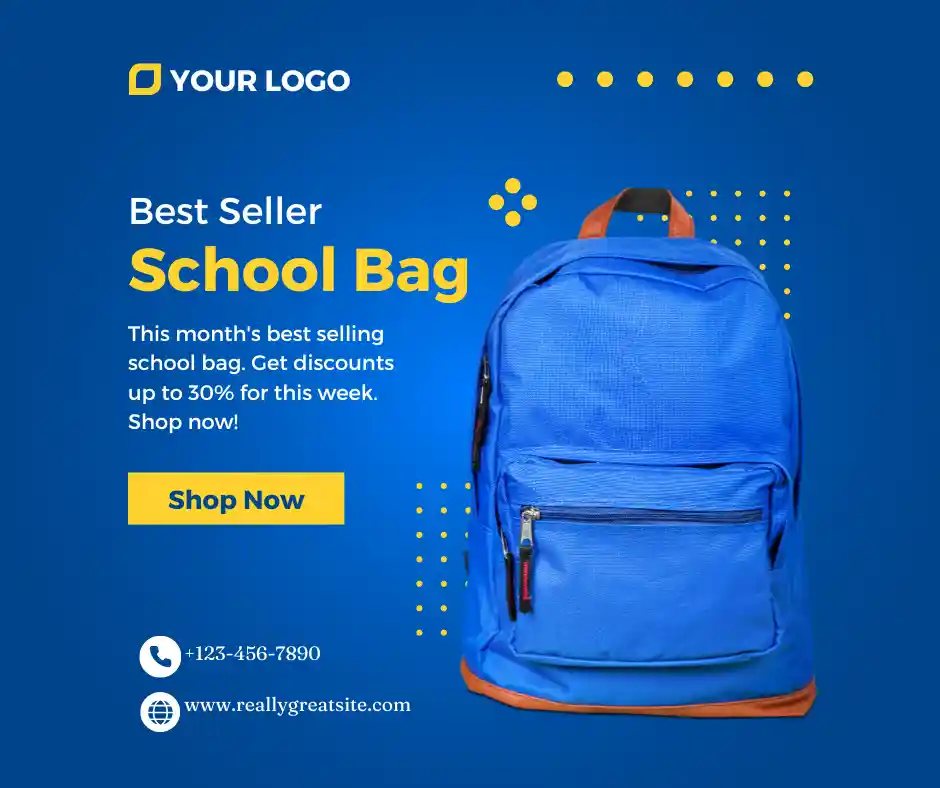 YOUR LOGO
Best Seller
School Bag
This month's best selling
school bag. Get discounts
up to 30% for this week.
Shop now!
Shop Now
+123-456-7890
www.reallygreatsite.com